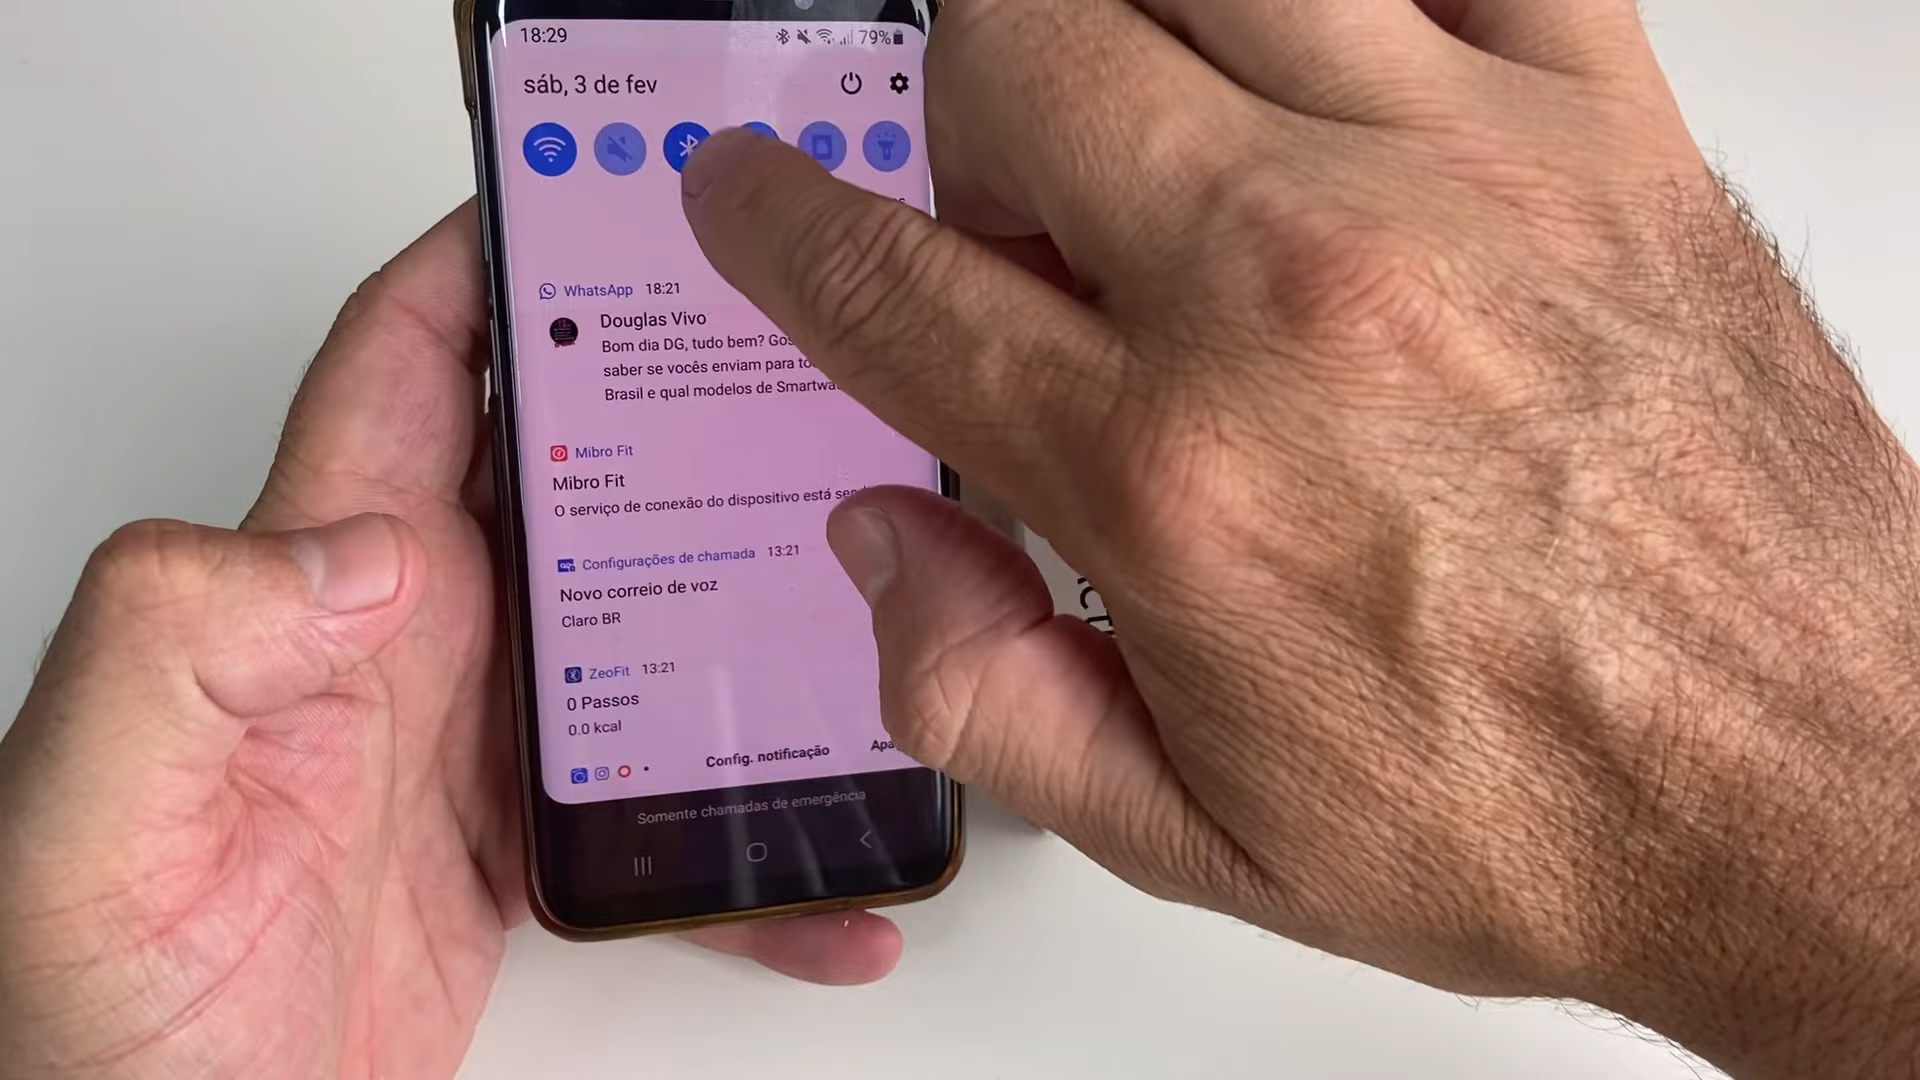 18:29 79%
sáb, 3 de fev
WhatsApp 18:21
Douglas Vivo
Bom dia DG, tudo bem?
saber se vocês enviam para
Brasil e qual modelos de
Mibro Fit
Mibro Fit
O serviço de conexão do dispositivo está
Configurações de chamada 13:21
Novo correio de voz
Claro BR
ZeoFit 13:21
0 Passos
0.0 kcal
Config. notificação
Somente chamadas de emergência